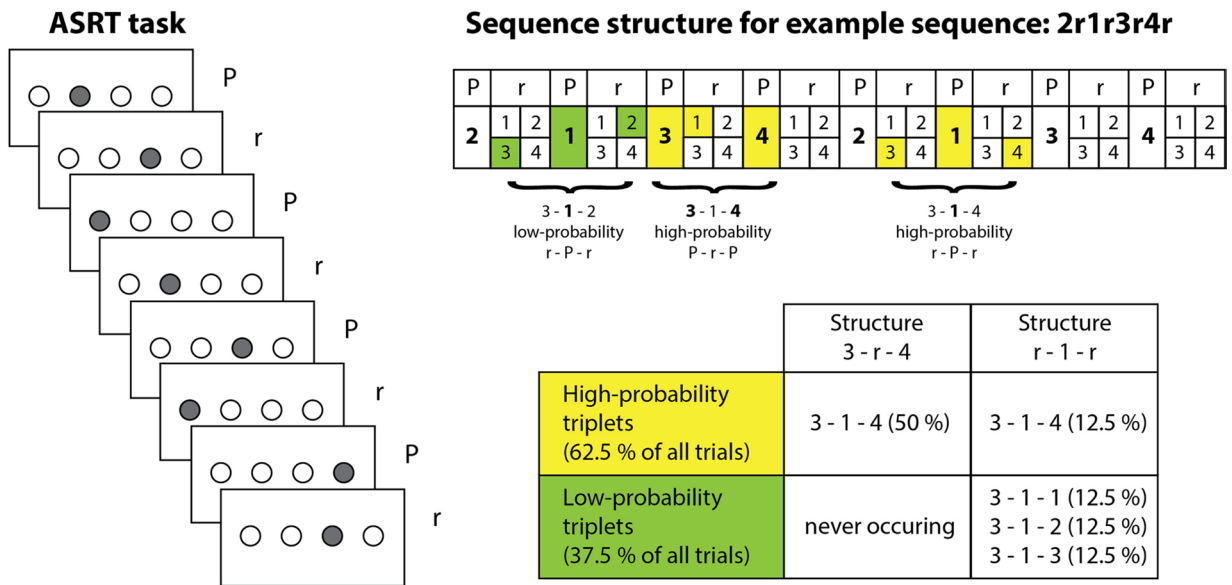 ASRT task
P
r
P
r
P
r
P
r
Sequence structure for example sequence: 2r1r3r4r
P r P r P r P r P r P r P r P r
2 1 2 1 1 2 3 1 2 4 1 2 2 1 2 1 1 2 3 1 2 4 1 2
3 4 3 4 3 4 3 4 3 4 3 4 3 4 3 4
3 - 1 - 2
low-probability
r - P - r
3 - 1 - 4
high-probability
P - r - P
3 - 1 - 4
high-probability
r - P - r
Structure
3 - r - 4
Structure
r - 1 - r
High-probability
triplets
(62.5 % of all trials)
3 - 1 - 4 (50 %)
3 - 1 - 4 (12.5 %)
Low-probability
triplets
(37.5 % of all trials)
never occuring
3 - 1 - 1 (12.5 %)
3 - 1 - 2 (12.5 %)
3 - 1 - 3 (12.5 %)